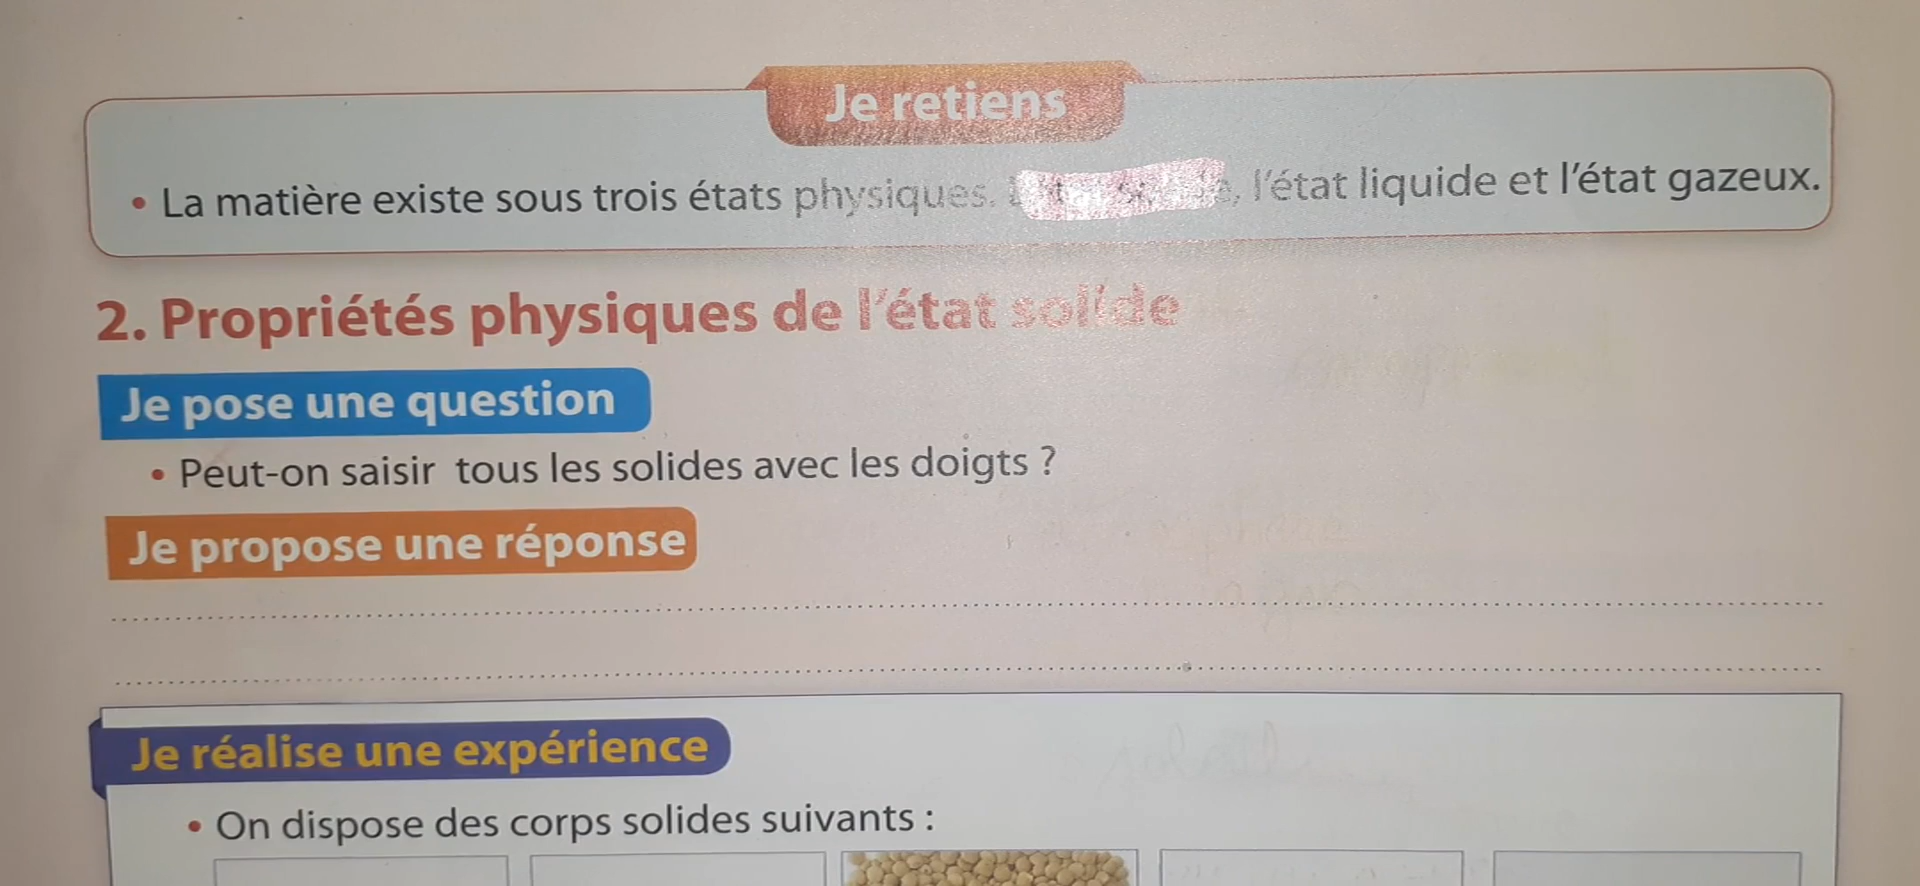 Je retiens
• La matière existe sous trois états physiques. l'état liquide et l'état gazeux.
2. Propriétés physiques de l'état solide
Je pose une question
• Peut-on saisir tous les solides avec les doigts ?
Je propose une réponse
Je réalise une expérience
• On dispose des corps solides suivants :